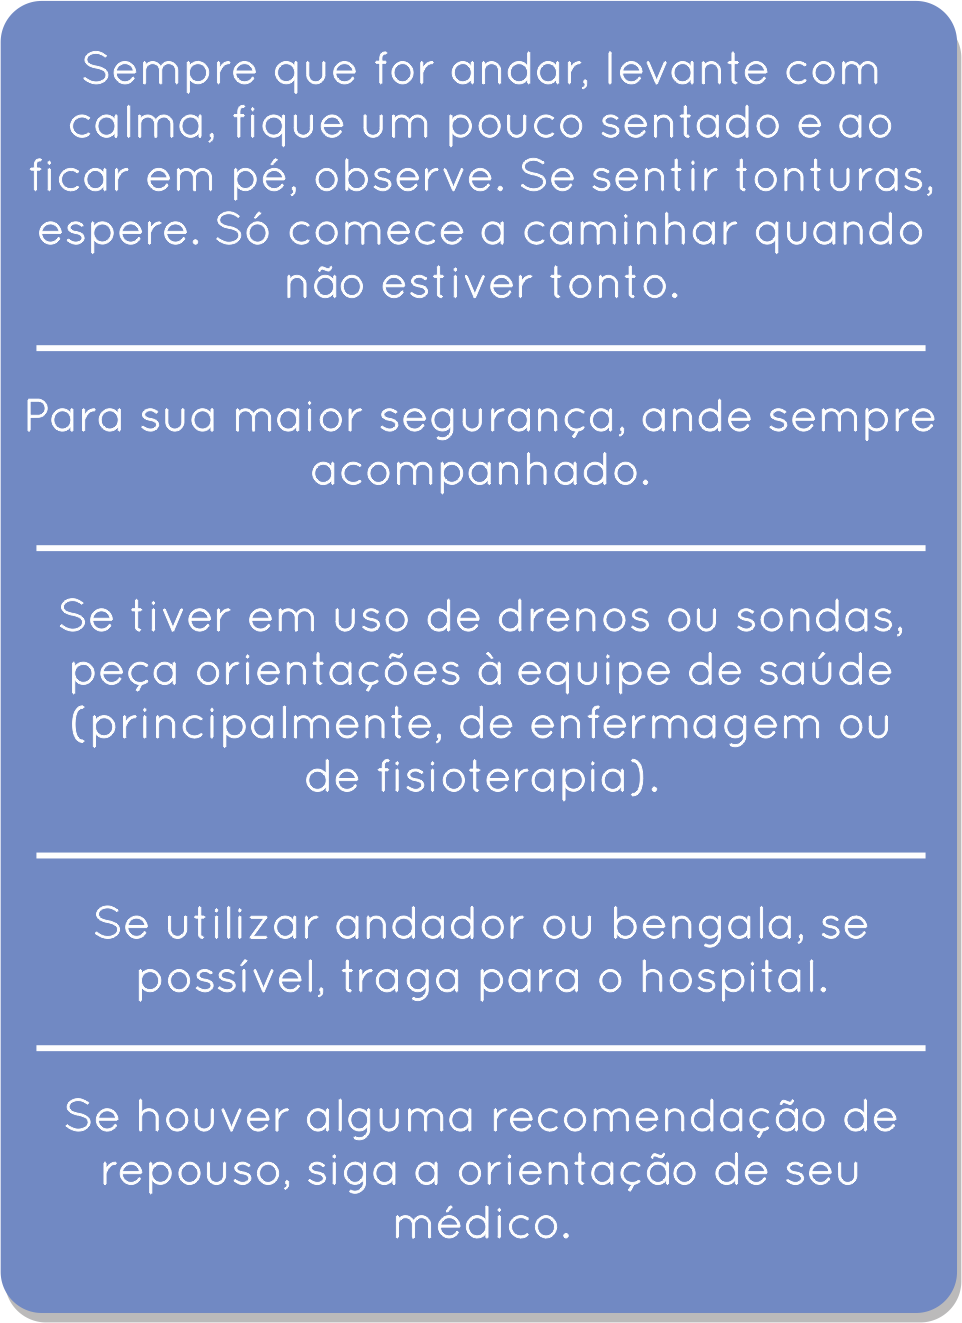 Sempre que for andar, levante com
calma, fique um pouco sentado e ao
ficar em pé, observe. Se sentir tonturas,
espere. Só comece a caminhar quando
não estiver tonto.
Para sua maior segurança, ande sempre
acompanhado.
Se tiver em uso de drenos ou sondas,
peça orientações à equipe de saúde
(principalmente, de enfermagem ou
de fisioterapia).
Se utilizar andador ou bengala, se
possível, traga para o hospital.
Se houver alguma recomendação de
repouso, siga a orientação de seu
médico.